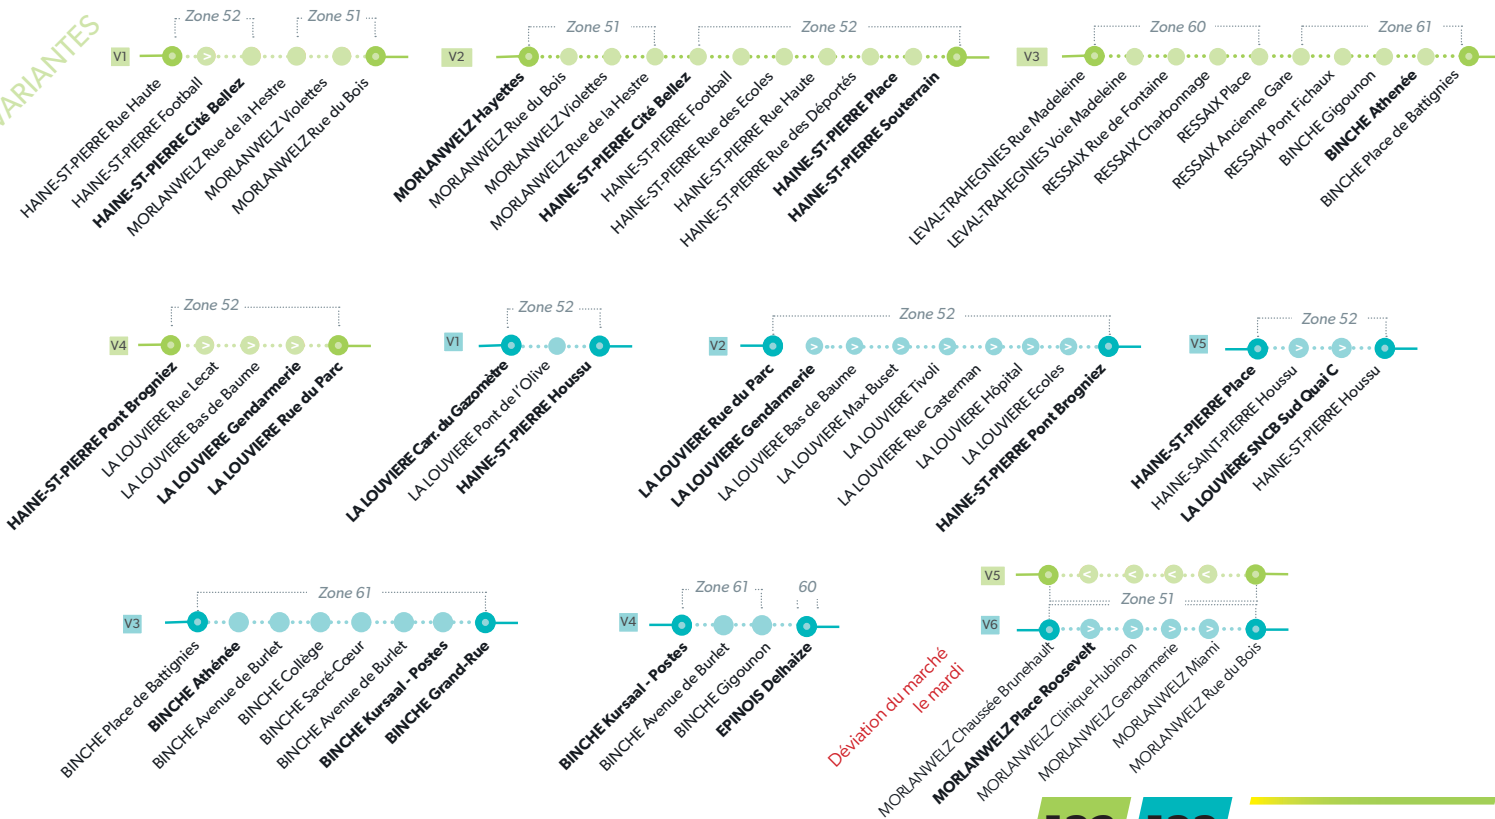 VARIANTES
Zone 52
Zone 51
V1
HAINE-ST-PIERRE Rue Haute
HAINE-ST-PIERRE Football
HAINE-ST-PIERRE Cité Bellez
MORLANWELZ Rue de la Hestre
MORLANWELZ Violettes
MORLANWELZ Rue du Bois
Zone 51
Zone 52
V2
MORLANWELZ Hayettes
MORLANWELZ Rue du Bois
MORLANWELZ Violettes
MORLANWELZ Rue de la Hestre
HAINE-ST-PIERRE Cité Bellez
HAINE-ST-PIERRE Football
HAINE-ST-PIERRE Rue des Ecoles
HAINE-ST-PIERRE Rue Haute
HAINE-ST-PIERRE Rue des Déportés
HAINE-ST-PIERRE Place
HAINE-ST-PIERRE Souterrain
Zone 60
Zone 61
V3
LEVAL-TRAHEGNIES Rue Madeleine
LEVAL-TRAHEGNIES Voie Madeleine
RESSAIX Rue de Fontaine
RESSAIX Charbonnage
RESSAIX Place
RESSAIX Ancienne Gare
RESSAIX Pont Fichaux
BINCHE Gigounon
BINCHE Athenée
BINCHE Place de Battignies
Zone 52
V4
HAINE-ST-PIERRE Pont Brogniez
LA LOUVIERE Rue Lecat
LA LOUVIERE Bas de Baume
LA LOUVIERE Gendarmerie
LA LOUVIERE Rue du Parc
Zone 52
V1
LA LOUVIERE Carr. du Gazomètre
LA LOUVIERE Pont de l'Olive
HAINE-ST-PIERRE Houssu
Zone 52
V2
LA LOUVIERE Rue du Parc
LA LOUVIERE Gendarmerie
LA LOUVIERE Bas de Baume
LA LOUVIERE Max Buset
LA LOUVIERE Tivoli
LA LOUVIERE Rue Casterman
LA LOUVIERE Hôpital
LA LOUVIERE Ecoles
HAINE-ST-PIERRE Pont Brogniez
Zone 52
V5
HAINE-ST-PIERRE Place
HAINE-SAINT-PIERRE Houssu
LA LOUVIÈRE SNCB Sud Quai C
HAINE-ST-PIERRE Houssu
Zone 61
V3
BINCHE Place de Battignies
BINCHE Athénée
BINCHE Avenue de Burlet
BINCHE Collège
BINCHE Sacré-Cœur
BINCHE Avenue de Burlet
BINCHE Kursaal - Postes
BINCHE Grand-Rue
Zone 61
60
V4
BINCHE Kursaal - Postes
BINCHE Avenue de Burlet
BINCHE Gigounon
EPINOIS Delhaize
V5
Zone 51
V6
Déviation du marché
le mardi
MORLANWELZ Chaussée Brunehault
MORLANWELZ Place Roosevelt
MORLANWELZ Clinique Hubinon
MORLANWELZ Gendarmerie
MORLANWELZ Miami
MORLANWELZ Rue du Bois